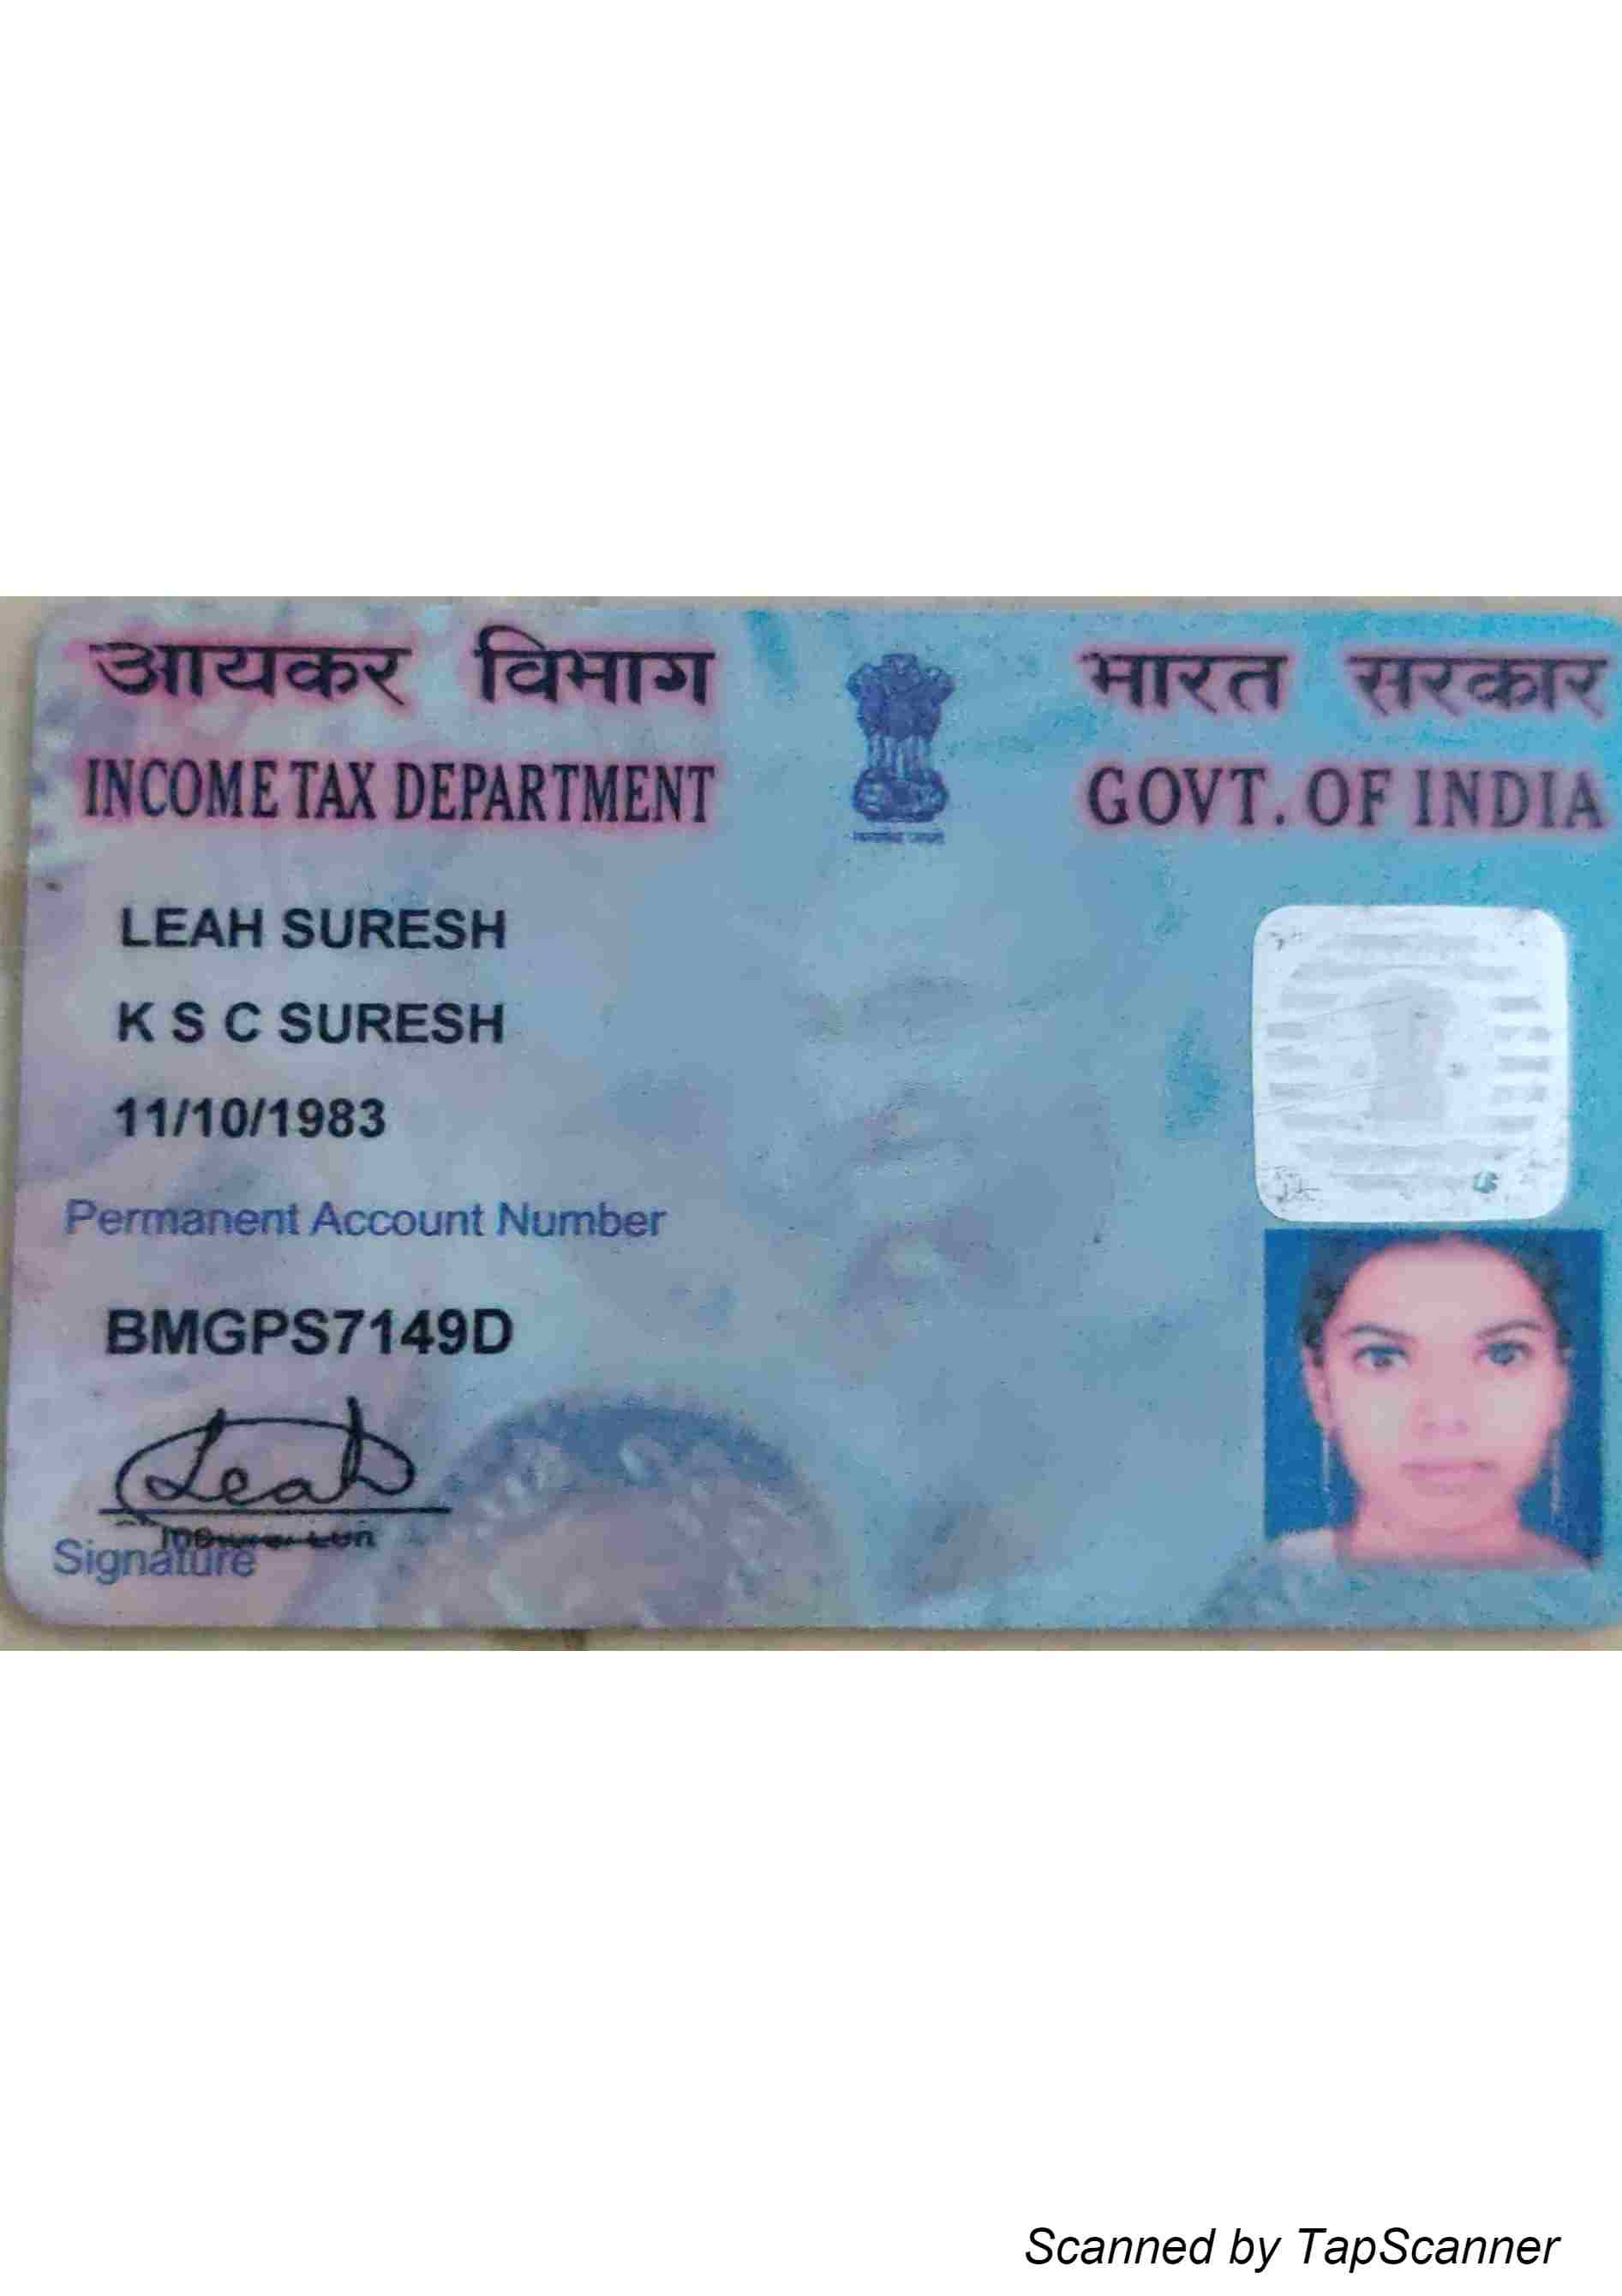 आयकर विभाग
INCOME TAX DEPARTMENT
भारत सरकार
GOVT. OF INDIA
LEAH SURESH
K S C SURESH
11/10/1983
Permanent Account Number
BMGPS7149D
Leah
Signature
Scanned by TapScanner